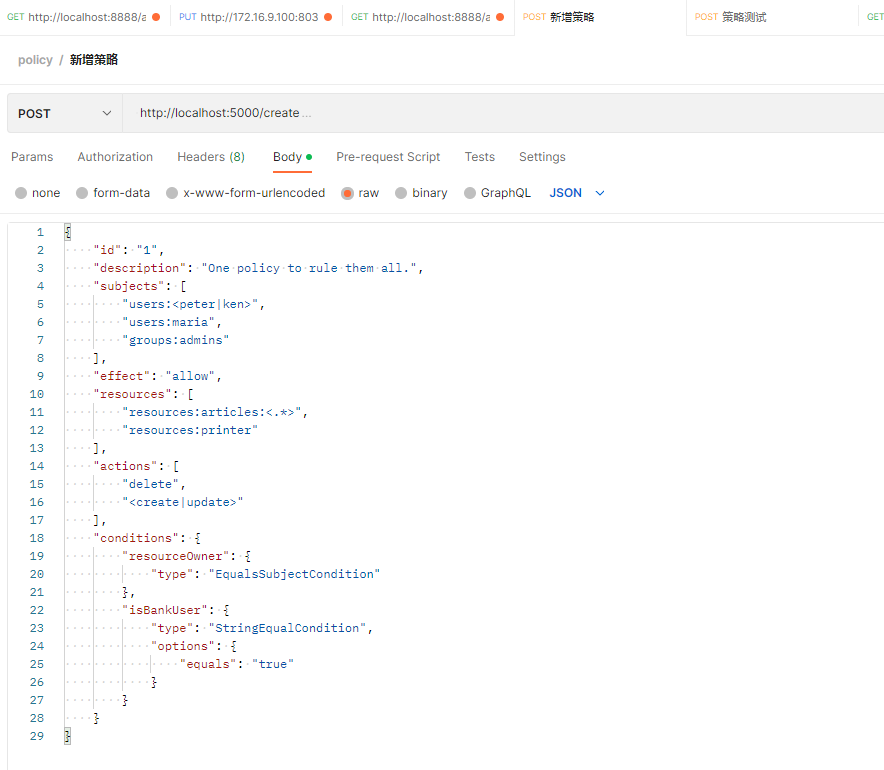 GET http://localhost:8888/a PUT http://172.16.9.100:803 GET http://localhost:8888/a POST 新增策略 POST 策略测试 GET
policy / 新增策略
POST http://localhost:5000/create ...
Params Authorization Headers (8) Body Pre-request Script Tests Settings
none form-data x-www-form-urlencoded raw binary GraphQL JSON
1 {
2 "id": "1",
3 "description": "One policy to rule them all.",
4 "subjects": [
5 "users:<peter|ken>",
6 "users:maria",
7 "groups:admins"
8 ],
9 "effect": "allow",
10 "resources": [
11 "resources:articles:<.*>",
12 "resources:printer"
13 ],
14 "actions": [
15 "delete",
16 "<create|update>"
17 ],
18 "conditions": {
19 "resourceOwner": {
20 "type": "EqualsSubjectCondition"
21 },
22 "isBankUser": {
23 "type": "StringEqualCondition",
24 "options": {
25 "equals": "true"
26 }
27 }
28 }
29 }